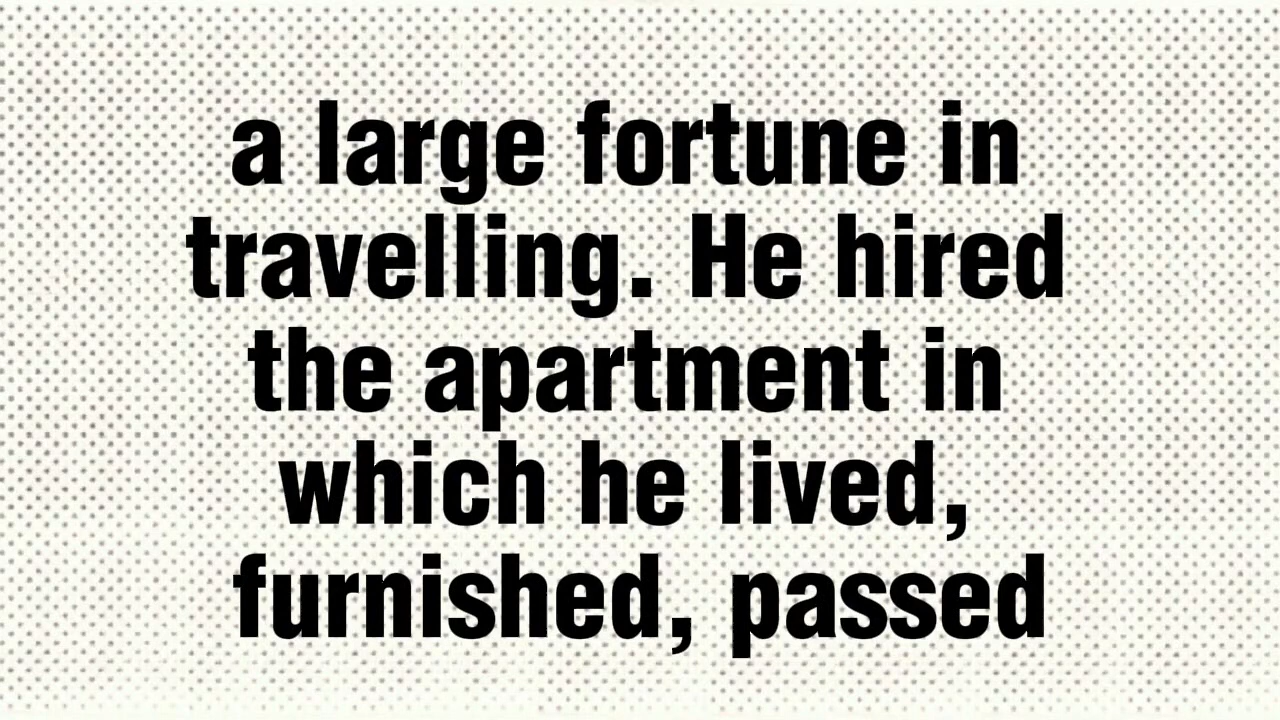 a large fortune in
travelling. He hired
the apartment in
which he lived,
furnished, passed